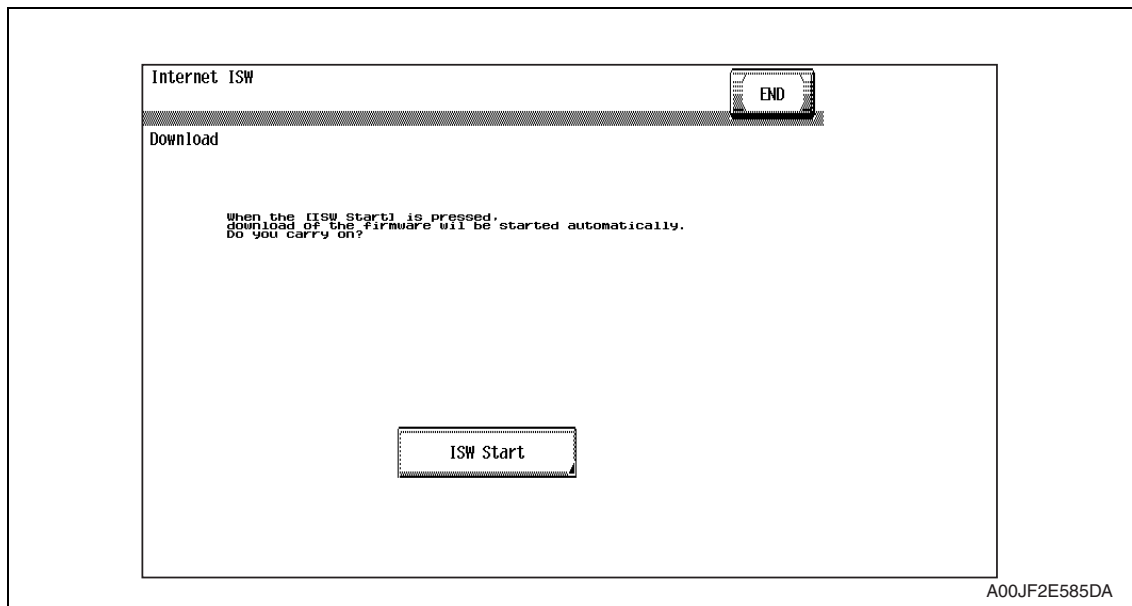 Internet ISW
END
Download
When the [ISW Start] is pressed,
download of the firmware wil be started automatically.
Do you carry on?
ISW Start
A00JF2E585DA